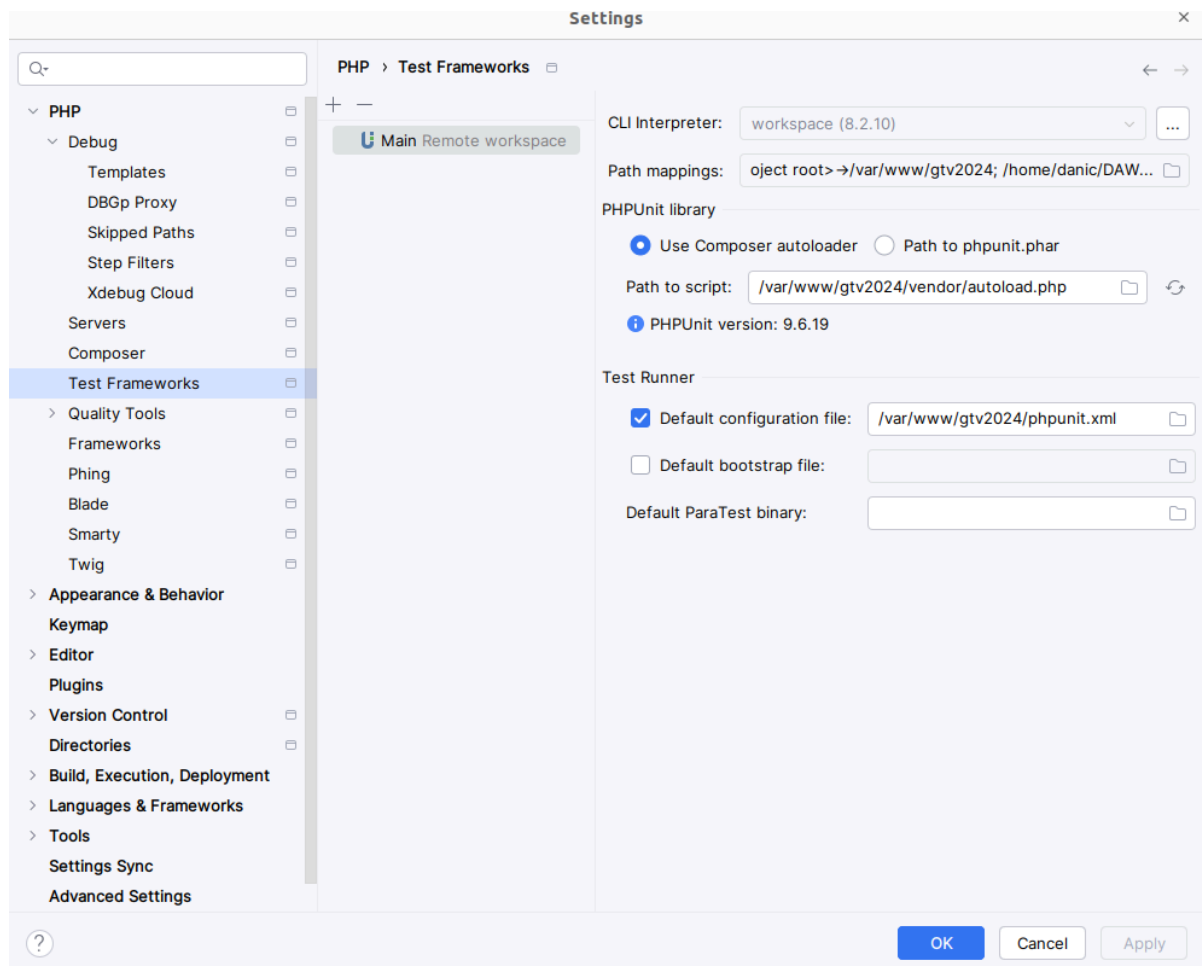 Settings
PHP › Test Frameworks
PHP
Debug
Templates
DBGp Proxy
Skipped Paths
Step Filters
Xdebug Cloud
Servers
Composer
Test Frameworks
Quality Tools
Frameworks
Phing
Blade
Smarty
Twig
Appearance & Behavior
Keymap
Editor
Plugins
Version Control
Directories
Build, Execution, Deployment
Languages & Frameworks
Tools
Settings Sync
Advanced Settings
Main Remote workspace
CLI Interpreter: workspace (8.2.10) ...
Path mappings: oject root>→/var/www/gtv2024; /home/danic/DAW...
PHPUnit library
Use Composer autoloader Path to phpunit.phar
Path to script: /var/www/gtv2024/vendor/autoload.php
PHPUnit version: 9.6.19
Test Runner
Default configuration file: /var/www/gtv2024/phpunit.xml
Default bootstrap file:
Default ParaTest binary:
? OK Cancel Apply